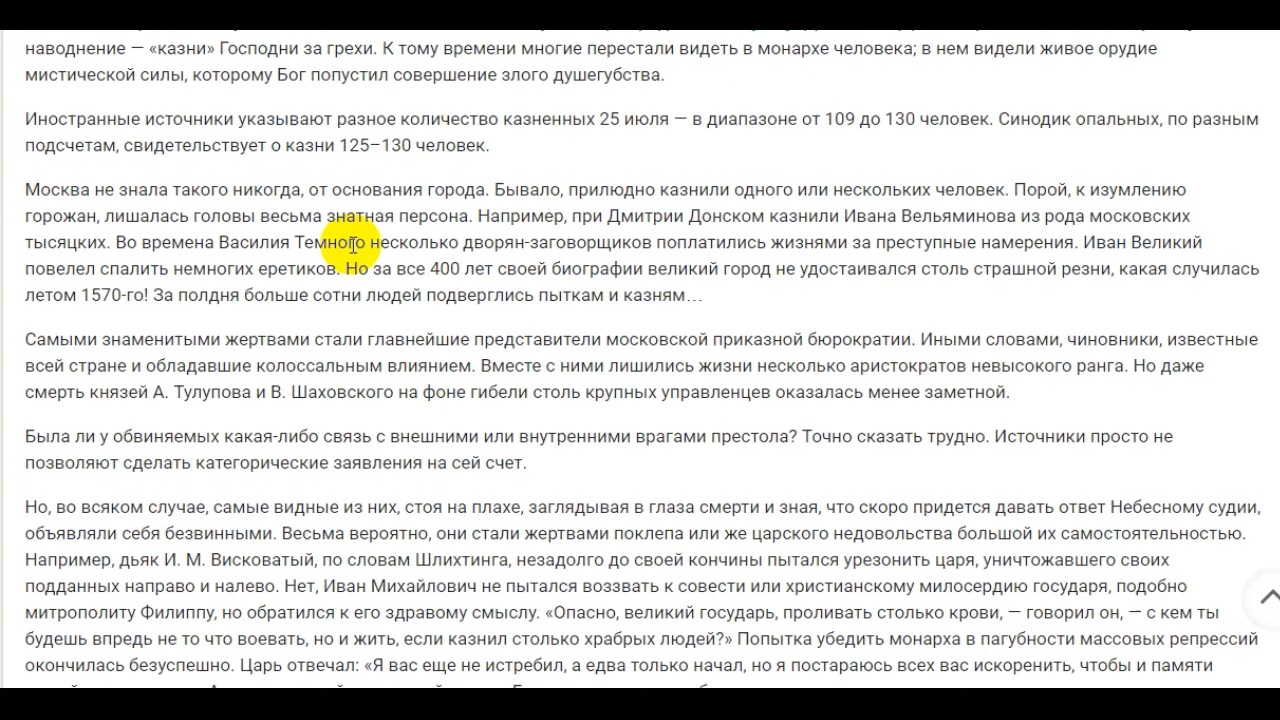 наводнение — «казни» Господни за грехи. К тому времени многие перестали видеть в монархе человека; в нем видели живое орудие
мистической силы, которому Бог попустил совершение злого душегубства.
Иностранные источники указывают разное количество казненных 25 июля — в диапазоне от 109 до 130 человек. Синодик опальных, по разным
подсчетам, свидетельствует о казни 125–130 человек.
Москва не знала такого никогда, от основания города. Бывало, прилюдно казнили одного или нескольких человек. Порой, к изумлению
горожан, лишалась головы весьма знатная персона. Например, при Дмитрии Донском казнили Ивана Вельяминова из рода московских
тысяцких. Во времена Василия Темного несколько дворян-заговорщиков поплатились жизнями за преступные намерения. Иван Великий
повелел спалить немногих еретиков. Но за все 400 лет своей биографии великий город не удостаивался столь страшной резни, какая случилась
летом 1570-го! За полдня больше сотни людей подверглись пыткам и казням…
Самыми знаменитыми жертвами стали главнейшие представители московской приказной бюрократии. Иными словами, чиновники, известные
всей стране и обладавшие колоссальным влиянием. Вместе с ними лишились жизни несколько аристократов невысокого ранга. Но даже
смерть князей А. Тулупова и В. Шаховского на фоне гибели столь крупных управленцев оказалась менее заметной.
Была ли у обвиняемых какая-либо связь с внешними или внутренними врагами престола? Точно сказать трудно. Источники просто не
позволяют сделать категорические заявления на сей счет.
Но, во всяком случае, самые видные из них, стоя на плахе, заглядывая в глаза смерти и зная, что скоро придется давать ответ Небесному судии,
объявляли себя безвинными. Весьма вероятно, они стали жертвами поклепа или же царского недовольства большой их самостоятельностью.
Например, дьяк И. М. Висковатый, по словам Шлихтинга, незадолго до своей кончины пытался урезонить царя, уничтожавшего своих
подданных направо и налево. Нет, Иван Михайлович не пытался воззвать к совести или христианскому милосердию государя, подобно
митрополиту Филиппу, но обратился к его здравому смыслу. «Опасно, великий государь, проливать столько крови, — говорил он, — с кем ты
будешь впредь не то что воевать, но и жить, если казнил столько храбрых людей?» Попытка убедить монарха в пагубности массовых репрессий
окончилась безуспешно. Царь отвечал: «Я вас еще не истребил, а едва только начал, но я постараюсь всех вас искоренить, чтобы и памяти